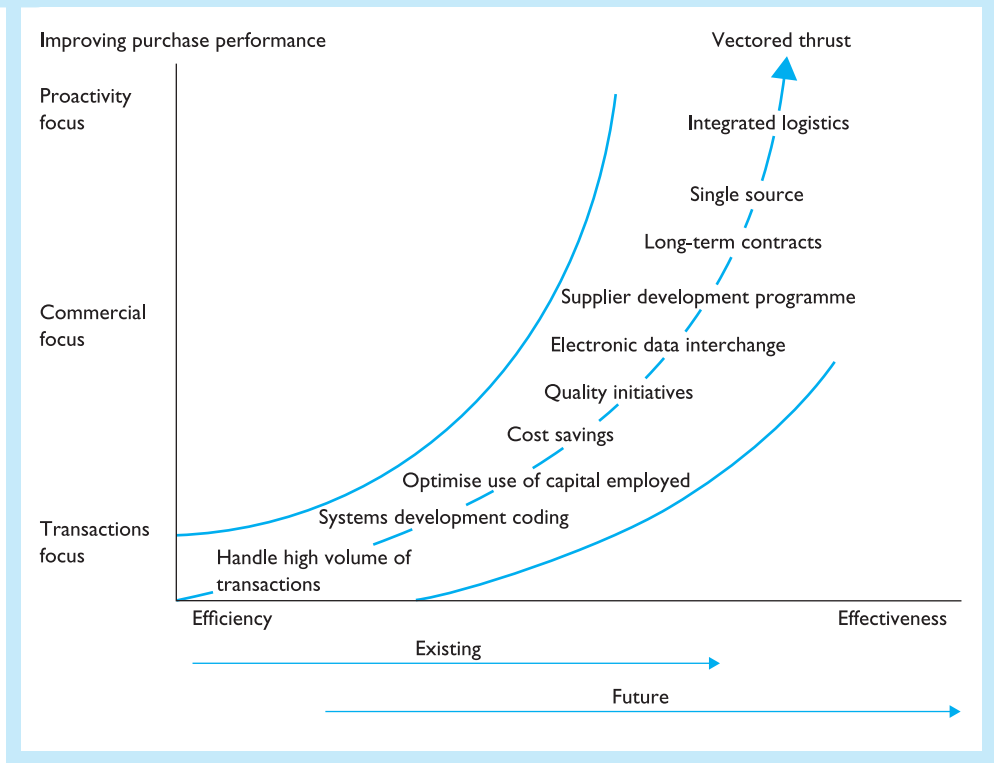 Improving purchase performance
Vectored thrust
Proactivity
focus
Integrated logistics
Single source
Long-term contracts
Supplier development programme
Commercial
focus
Electronic data interchange
Quality initiatives
Cost savings
Optimise use of capital employed
Systems development coding
Transactions
focus
Handle high volume of
transactions
Efficiency
Effectiveness
Existing
Future